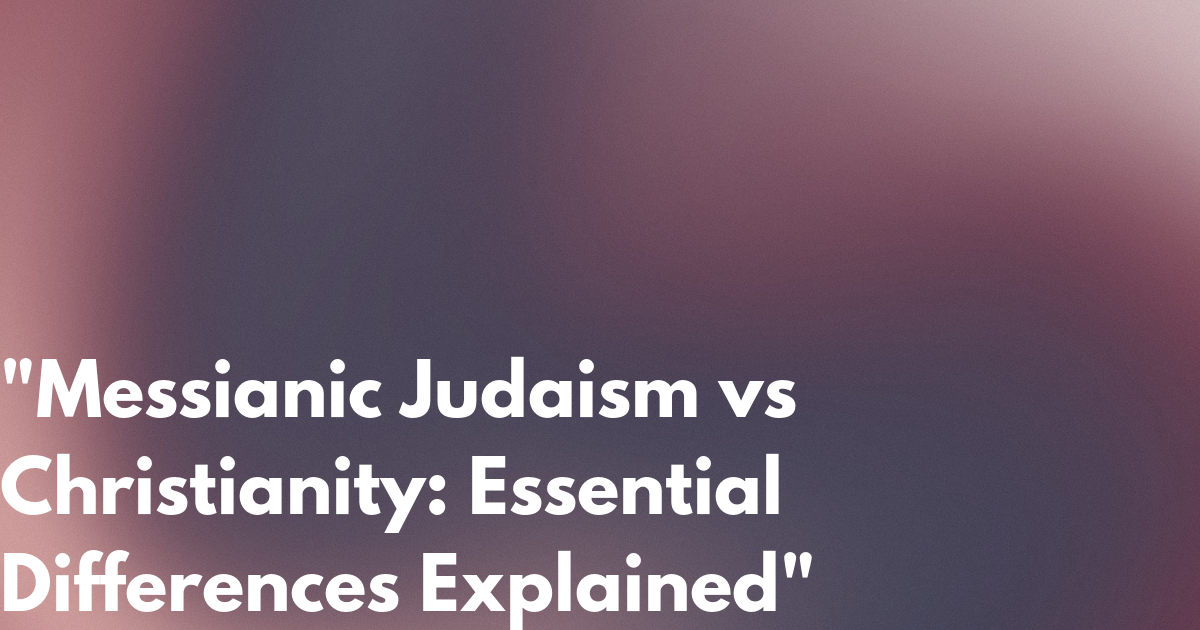 "Messianic Judaism vs
Christianity: Essential
Differences Explained"